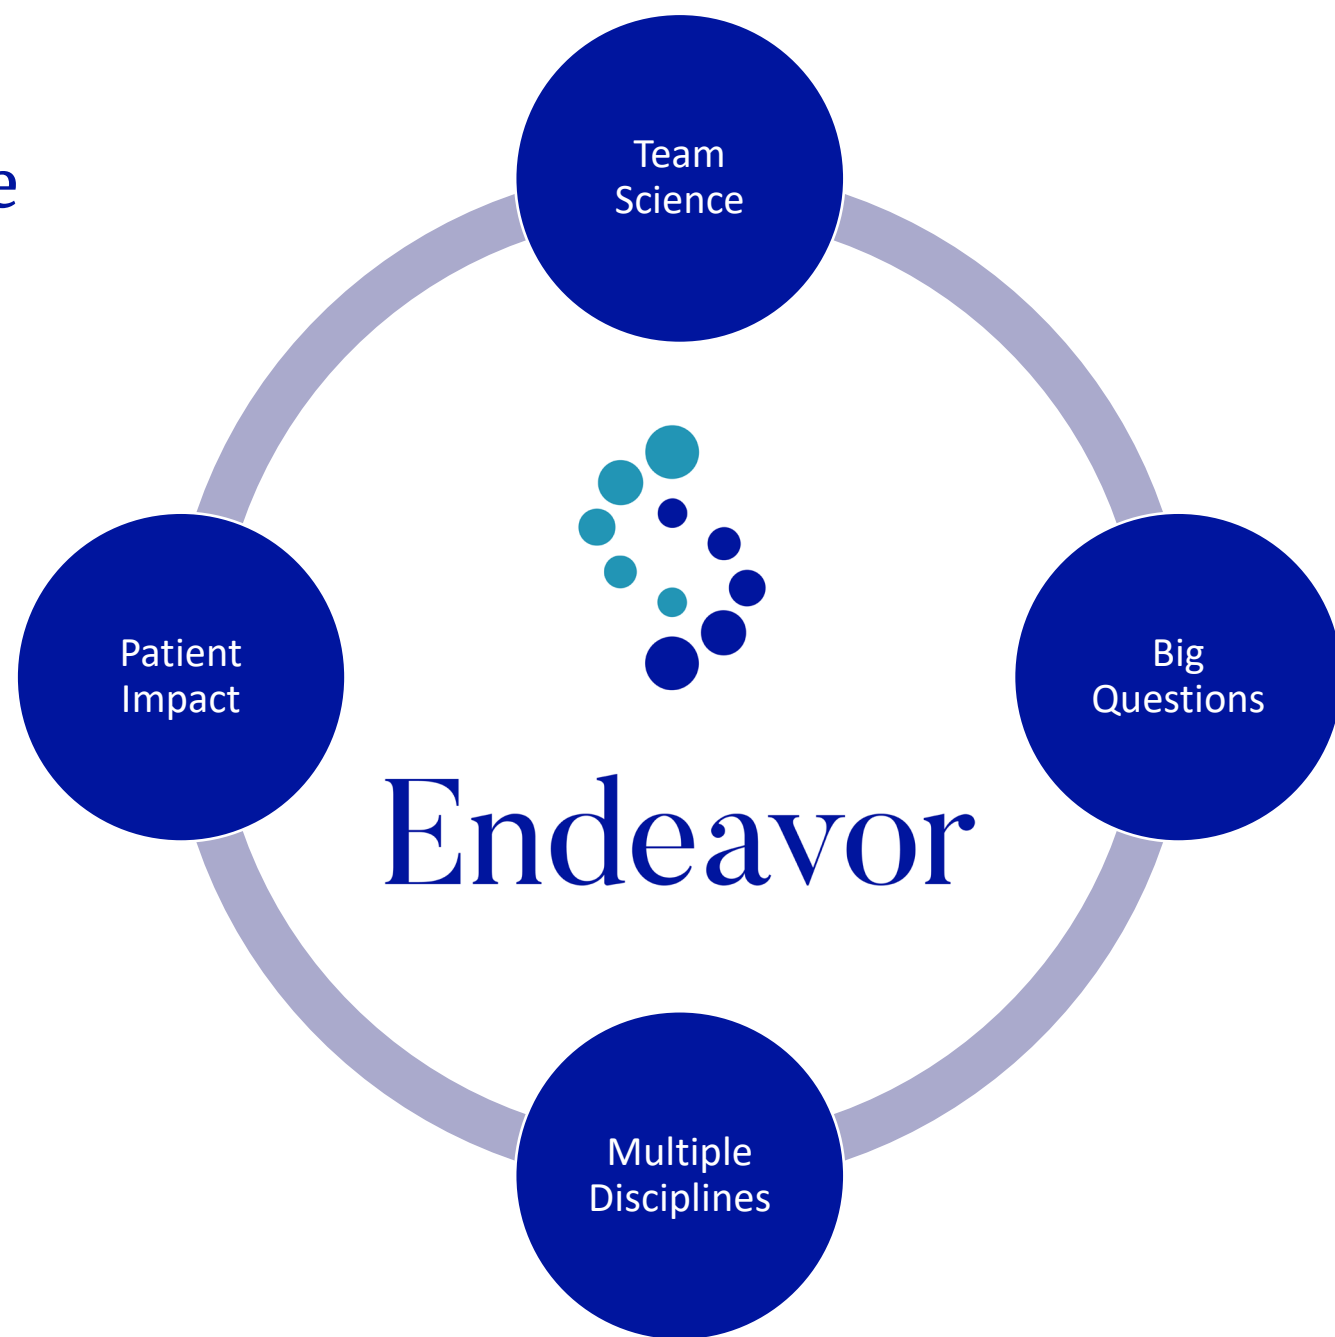 e
Team
Science
Patient
Impact
Big
Questions
Endeavor
Multiple
Disciplines